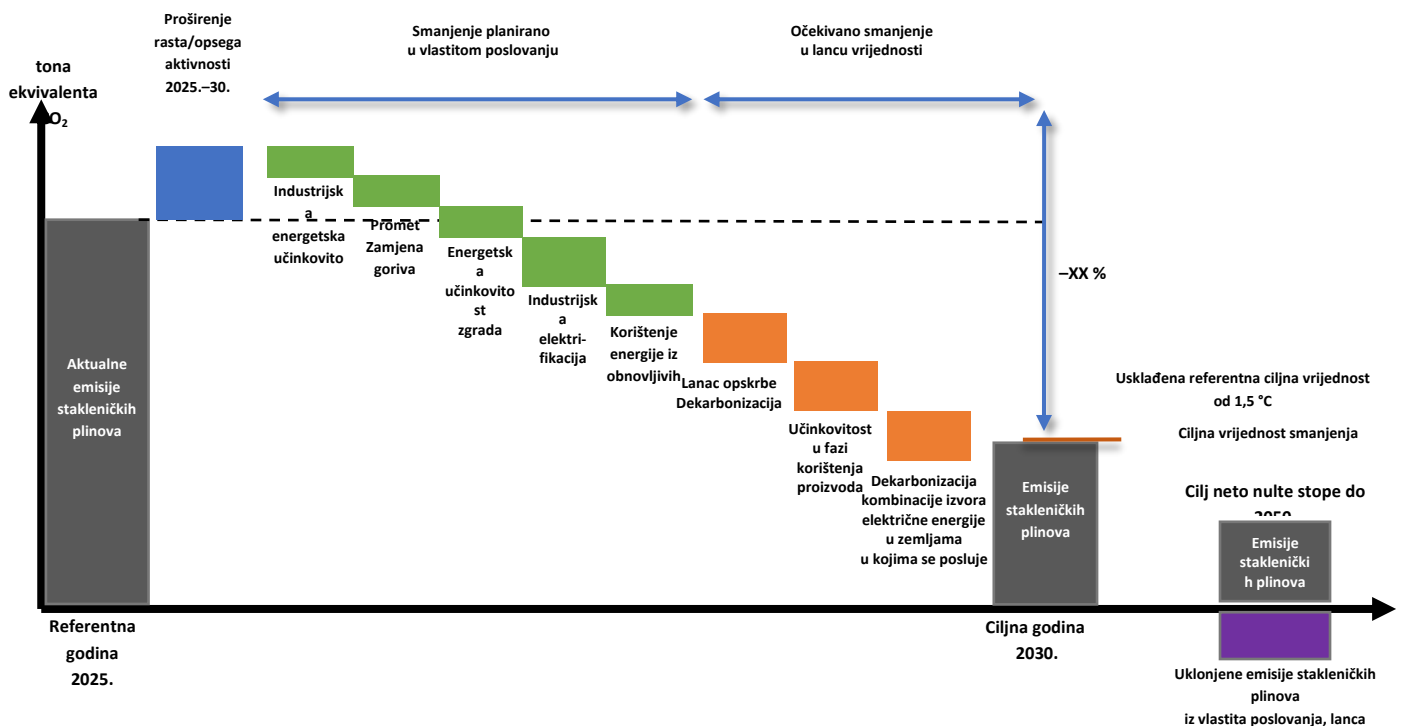 Proširenje
rasta/opsega
aktivnosti
2025.–30.
Smanjenje planirano
u vlastitom poslovanju
Očekivano smanjenje
u lancu vrijednosti
tona
ekvivalenta
O₂
Industrijsk
a
energetska
učinkovito
Promet
Zamjena
goriva
Energetsk
a
učinkovito
st
zgrada
Industrijsk
a
elektri-
fikacija
Korištenje
energije iz
obnovljivih
Lanac opskrbe
Dekarbonizacija
Učinkovitost
u fazi
korištenja
proizvoda
Dekarbonizacija
kombinacije izvora
električne energije
u zemljama
u kojima se posluje
–XX %
Aktualne
emisije
stakleničkih
plinova
Emisije
stakleničkih
plinova
Usklađena referentna ciljna vrijednost
od 1,5 °C
Ciljna vrijednost smanjenja
Cilj neto nulte stope do
2050
Emisije
staklenički
h plinova
Referentna
godina
2025.
Ciljna godina
2030.
Uklonjene emisije stakleničkih
plinova
iz vlastita poslovanja, lanca